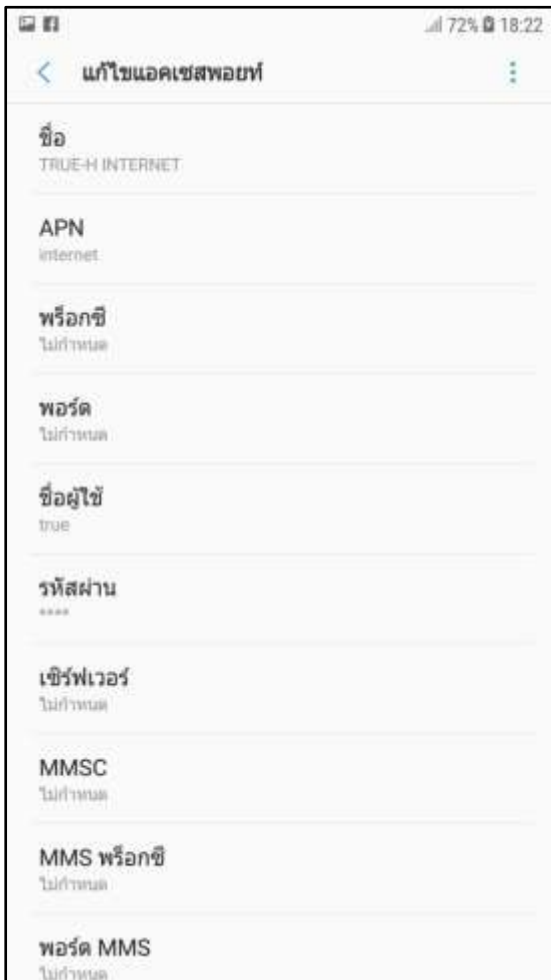 72% 18:22
แก้ไขแอคเซสพอยท์
ชื่อ
TRUE-H INTERNET
APN
internet
พร็อกซี
ไม่กำหนด
พอร์ต
ไม่กำหนด
ชื่อผู้ใช้
true
รหัสผ่าน
****
เซิร์ฟเวอร์
ไม่กำหนด
MMSC
ไม่กำหนด
MMS พร็อกซี
ไม่กำหนด
พอร์ต MMS
ไม่กำหนด